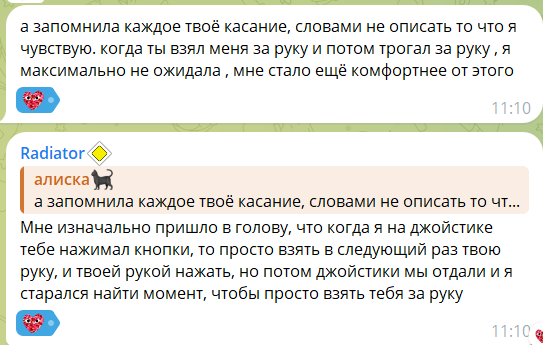 а запомнила каждое твоё касание, словами не описать то что я
чувствую. когда ты взял меня за руку и потом трогал за руку , я
максимально не ожидала , мне стало ещё комфортнее от этого
11:10
Radiator
алиска
а запомнила каждое твоё касание, словами не описать то чт...
Мне изначально пришло в голову, что когда я на джойстике
тебе нажимал кнопки, то просто взять в следующий раз твою
руку, и твоей рукой нажать, но потом джойстики мы отдали и я
старался найти момент, чтобы просто взять тебя за руку
11:10